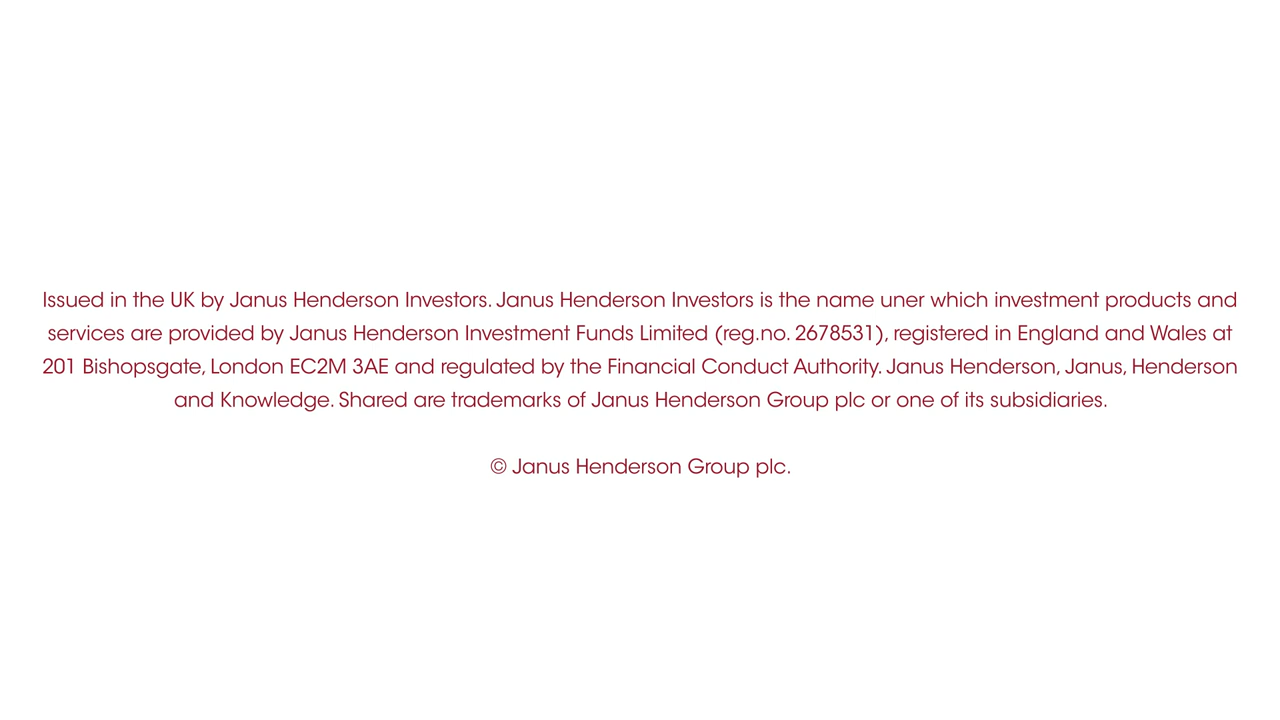 Issued in the UK by Janus Henderson Investors. Janus Henderson Investors is the name uner which investment products and
services are provided by Janus Henderson Investment Funds Limited (reg.no. 2678531), registered in England and Wales at
201 Bishopsgate, London EC2M 3AE and regulated by the Financial Conduct Authority. Janus Henderson, Janus, Henderson
and Knowledge. Shared are trademarks of Janus Henderson Group plc or one of its subsidiaries.
© Janus Henderson Group plc.